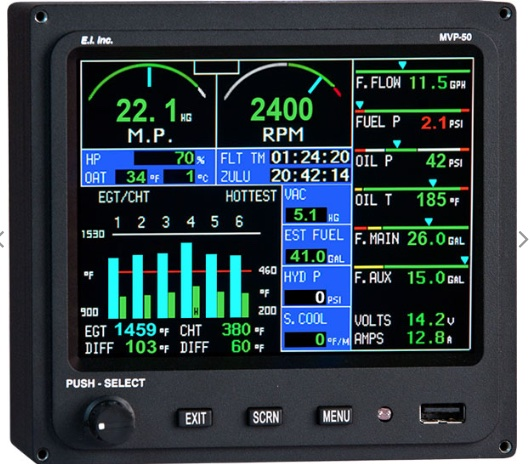 E.I. Inc. MVP-50
22.1 HG
M.P.
2400
RPM
HP 70 %
OAT 34 °F 1 °C
FLT TM 01:24:20
ZULU 20:42:14
EGT/CHT HOTTEST
1 2 3 4 5 6
1530
°F 460
°F
900 200
H
EGT 1459 °F CHT 380 °F
DIFF 103 °F DIFF 60 °F
VAC
5.1 HG
EST FUEL
41.0 GAL
HYD P
0 PSI
S.COOL
0 °F/M
F.FLOW 11.5 GPH
FUEL P 2.1 PSI
OIL P 42 PSI
OIL T 185 °F
F.MAIN 26.0 GAL
F.AUX 15.0 GAL
VOLTS 14.2 V
AMPS 12.8 A
PUSH - SELECT
EXIT SCRN MENU